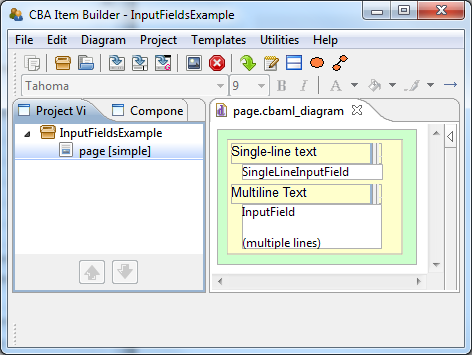 CBA Item Builder - InputFieldsExample
File Edit Diagram Project Templates Utilities Help
Tahoma 9 B I A
Project Vi Compone page.cbaml_diagram
InputFieldsExample
page [simple]
Single-line text
SingleLineInputField
Multiline Text
InputField
(multiple lines)